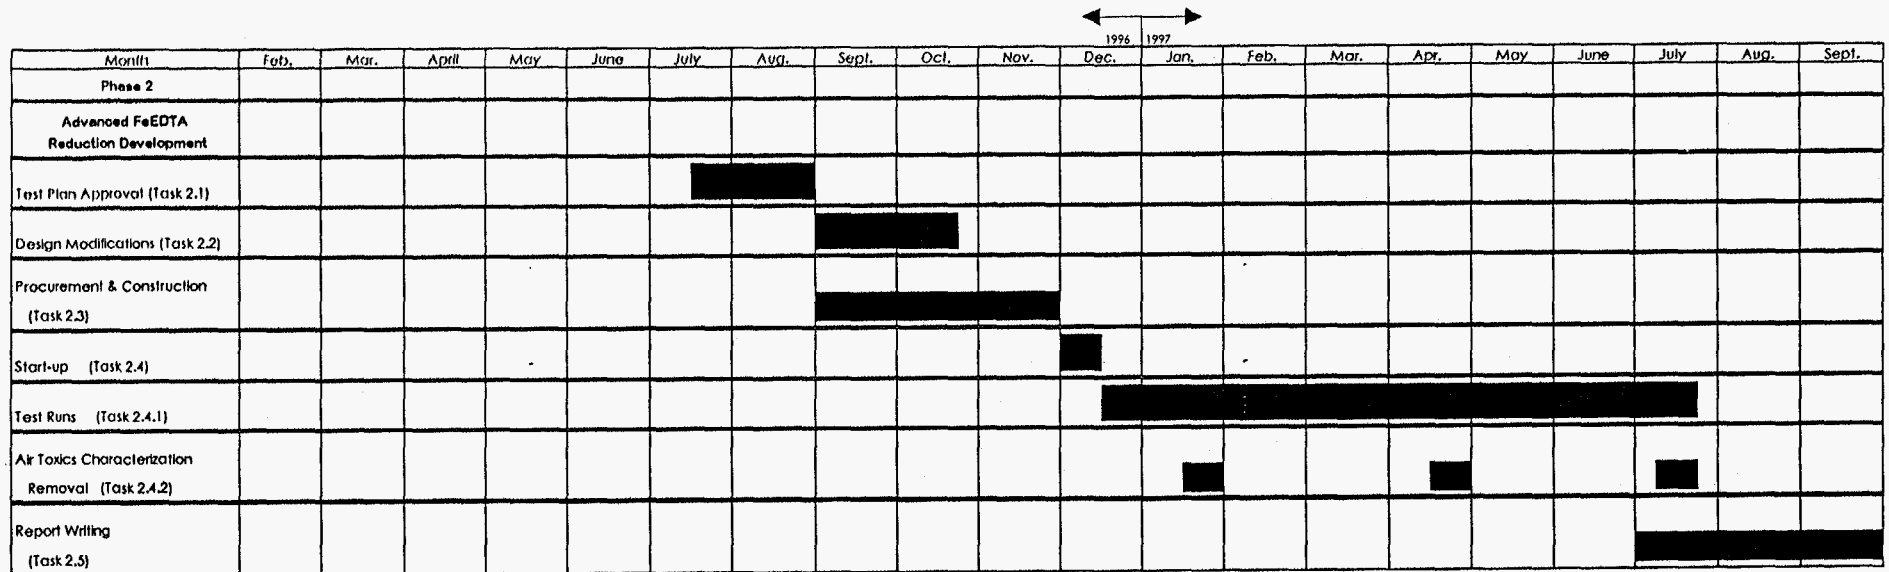 1996 1997
Month Feb. Mar. April May June July Aug. Sept. Oct. Nov. Dec. Jan. Feb. Mar. Apr. May June July Aug. Sept.
Phase 2
Advanced FeEDTA
Reduction Development
Test Plan Approval (Task 2.1)
Design Modifications (Task 2.2)
Procurement & Construction
(Task 2.3)
Start-up (Task 2.4)
Test Runs (Task 2.4.1)
Air Toxics Characterization
Removal (Task 2.4.2)
Report Writing
(Task 2.5)